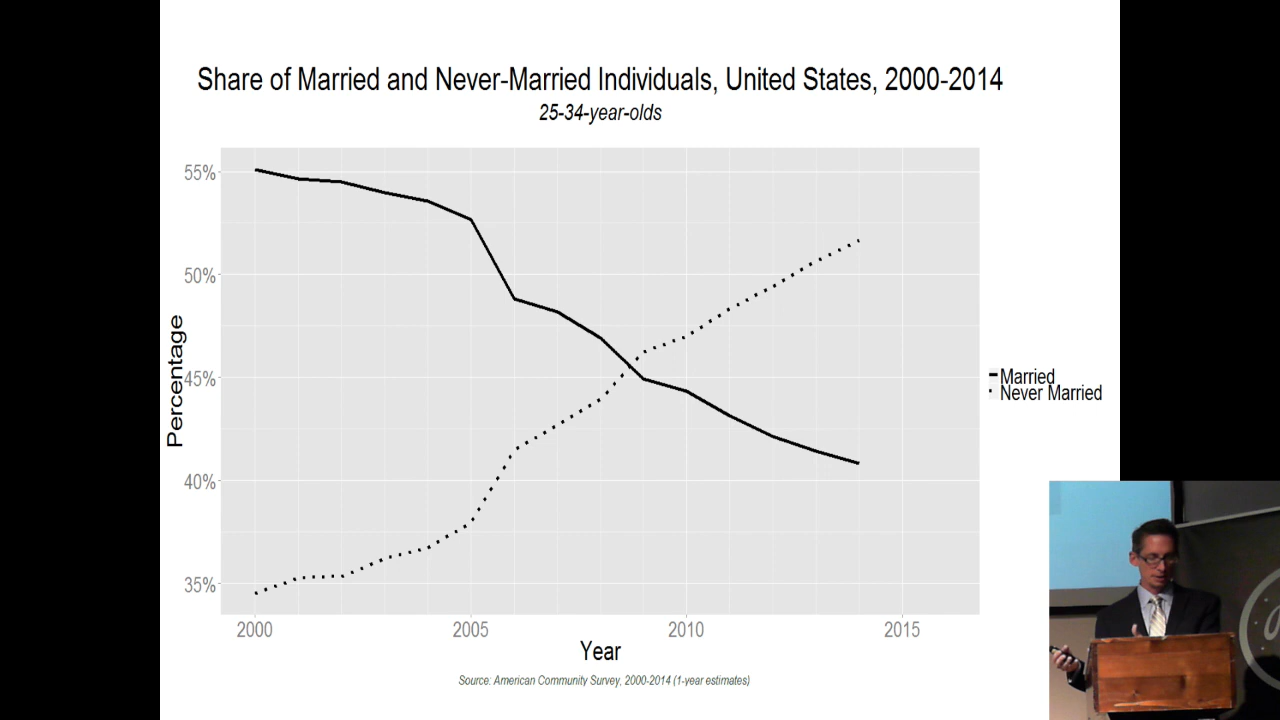 Share of Married and Never-Married Individuals, United States, 2000-2014
25-34-year-olds
55%
50%
45%
40%
35%
Percentage
2000 2005 2010 2015
Year
Married
Never Married
Source: American Community Survey, 2000-2014 (1-year estimates)